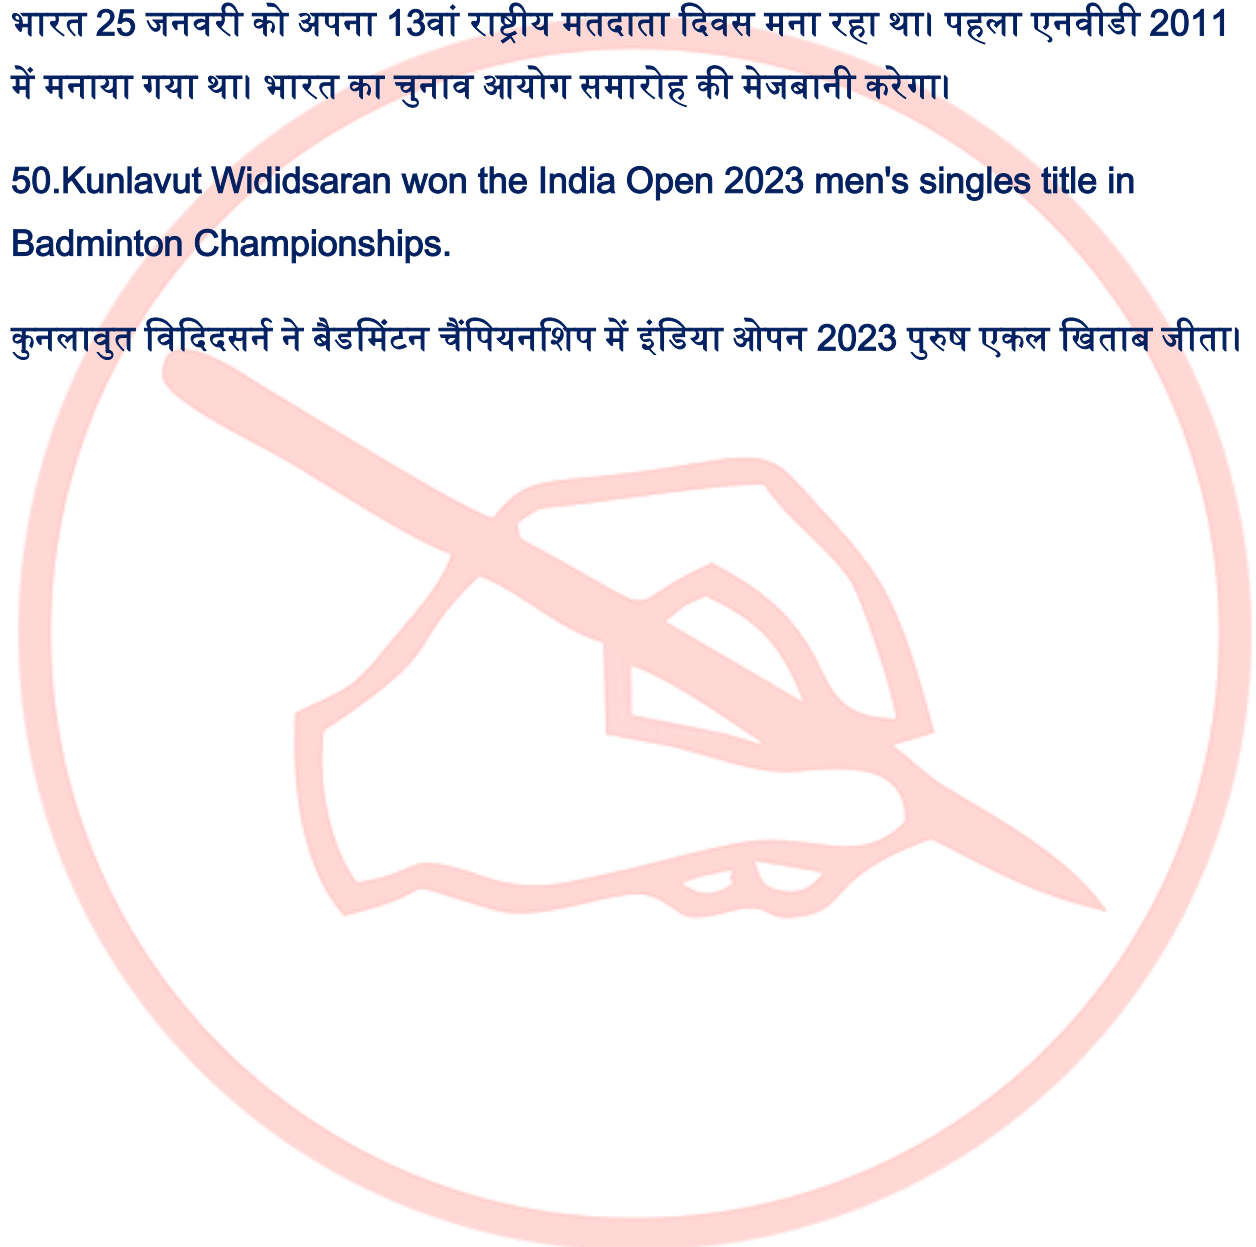 भारत 25 जनवरी को अपना 13वां राष्ट्रीय मतदाता दिवस मना रहा था। पहला एनवीडी 2011
में मनाया गया था। भारत का चुनाव आयोग समारोह की मेजबानी करेगा।
50.Kunlavut Wididsaran won the India Open 2023 men's singles title in
Badminton Championships.
कुनलावुत विदिदसर्न ने बैडमिंटन चैंपियनशिप में इंडिया ओपन 2023 पुरुष एकल खिताब जीता।